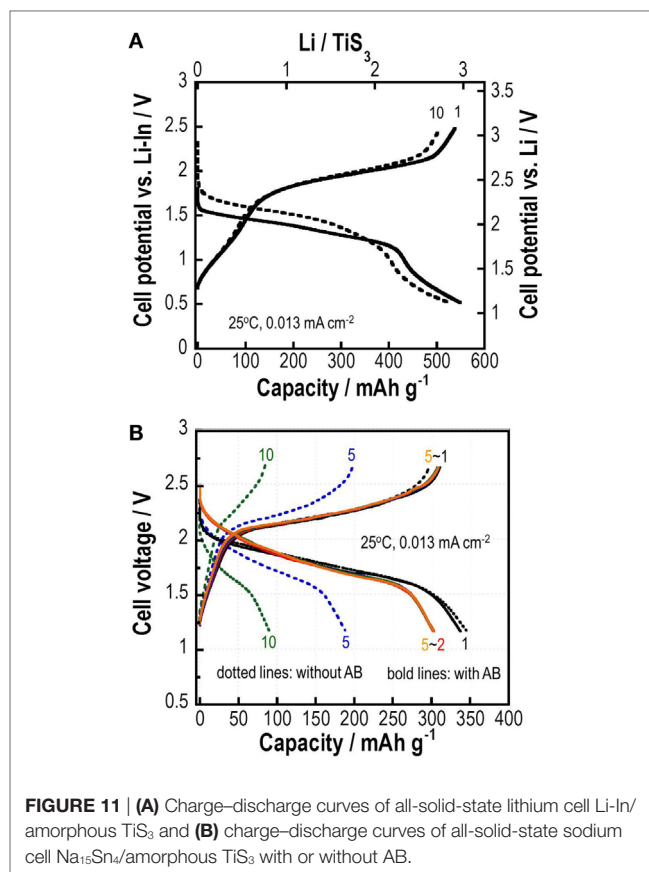 A
Li / TiS₃
0 1 2 3
Cell potential vs. Li-In / V
3
2.5
2
1.5
1
0.5
0
10 1
3.5
3
2.5
2
1.5
1
Cell potential vs. Li / V
25ºC, 0.013 mA cm⁻²
0 100 200 300 400 500 600
Capacity / mAh g⁻¹
B
Cell voltage / V
3
2.5
2
1.5
1
0.5
10 5 5~1
25ºC, 0.013 mA cm⁻²
10 5 5~2 1
dotted lines: without AB bold lines: with AB
0 50 100 150 200 250 300 350 400
Capacity / mAh g⁻¹
FIGURE 11 | (A) Charge–discharge curves of all-solid-state lithium cell Li-In/
amorphous TiS₃ and (B) charge–discharge curves of all-solid-state sodium
cell Na₁₅Sn₄/amorphous TiS₃ with or without AB.